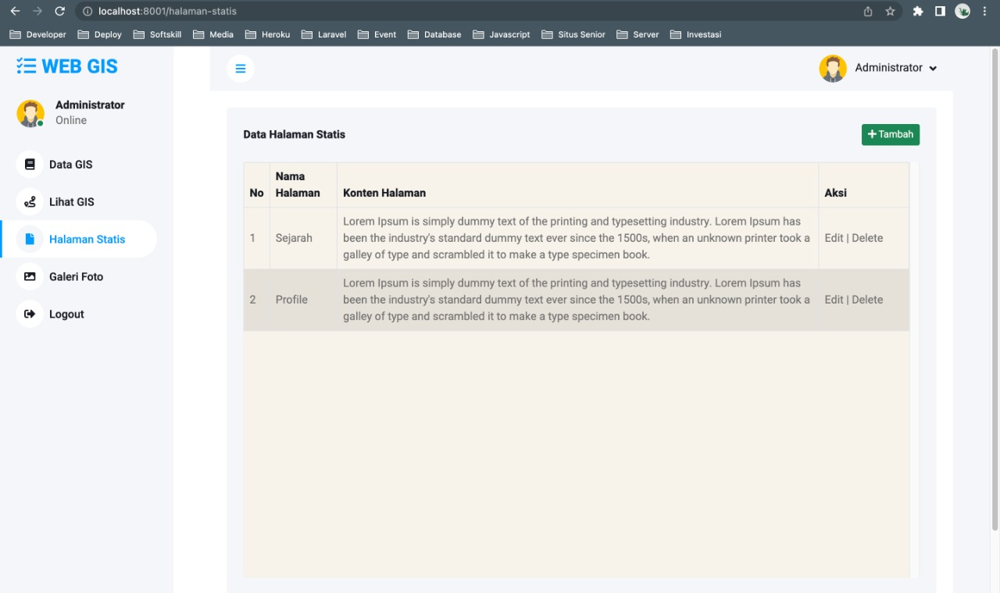 localhost:8001/halaman-statis
Developer Deploy Softskill Media Heroku Laravel Event Database Javascript Situs Senior Server Investasi
WEB GIS
Administrator
Online
Data GIS
Lihat GIS
Halaman Statis
Galeri Foto
Logout
Administrator
Data Halaman Statis
Tambah
No Nama Halaman Konten Halaman Aksi
1 Sejarah
Lorem Ipsum is simply dummy text of the printing and typesetting industry. Lorem Ipsum has
been the industry's standard dummy text ever since the 1500s, when an unknown printer took a
galley of type and scrambled it to make a type specimen book.
Edit | Delete
2 Profile
Lorem Ipsum is simply dummy text of the printing and typesetting industry. Lorem Ipsum has
been the industry's standard dummy text ever since the 1500s, when an unknown printer took a
galley of type and scrambled it to make a type specimen book.
Edit | Delete